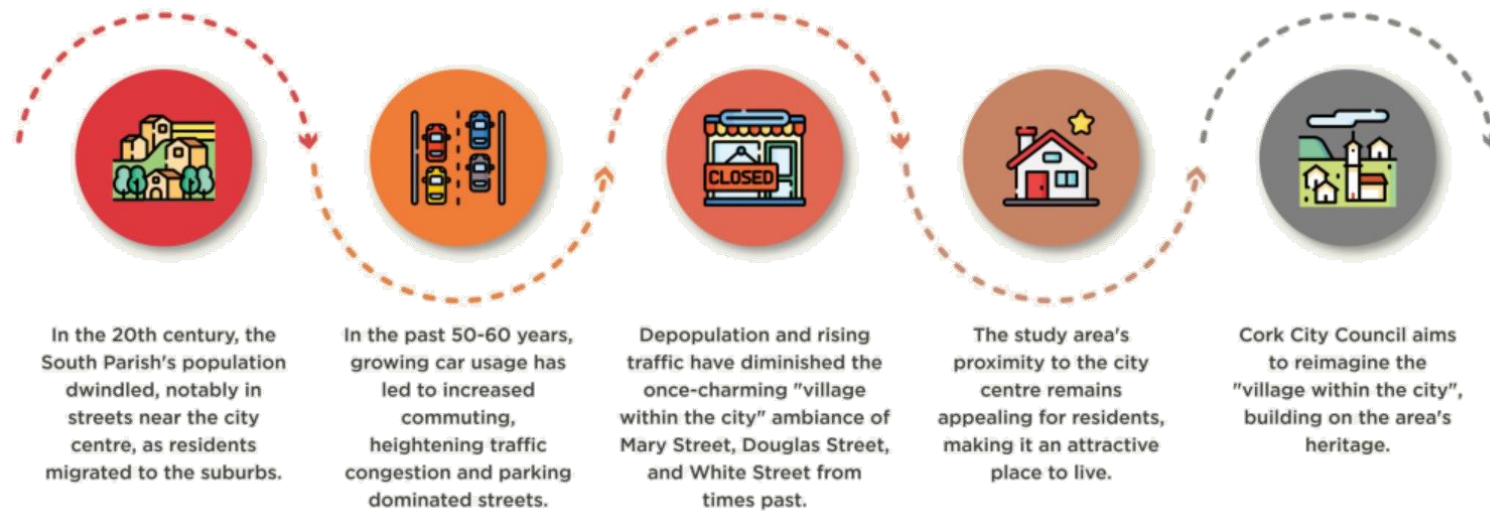 CLOSED
In the 20th century, the
South Parish's population
dwindled, notably in
streets near the city
centre, as residents
migrated to the suburbs.
In the past 50-60 years,
growing car usage has
led to increased
commuting,
heightening traffic
congestion and parking
dominated streets.
Depopulation and rising
traffic have diminished the
once-charming "village
within the city" ambiance of
Mary Street, Douglas Street,
and White Street from
times past.
The study area's
proximity to the city
centre remains
appealing for residents,
making it an attractive
place to live.
Cork City Council aims
to reimagine the
"village within the city",
building on the area's
heritage.